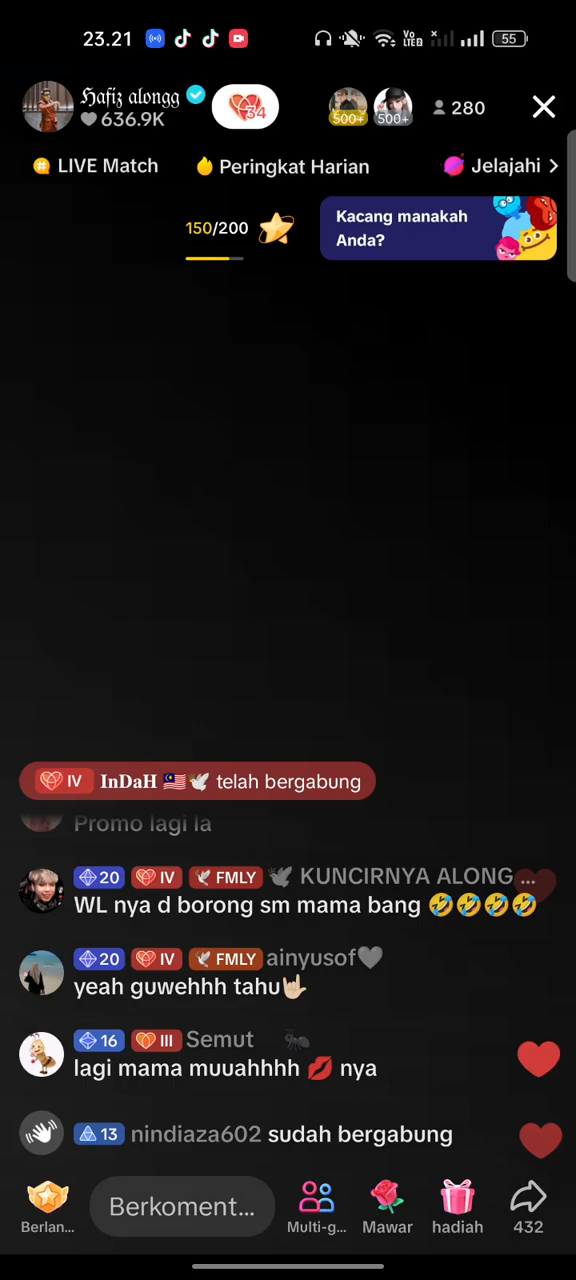 23.21
Vo
LTE 2
55
Hafiz alongg
636.9K
34
500+
500+
280
LIVE Match
Peringkat Harian
Jelajahi
150/200
Kacang manakah
Anda?
IV InDaH 🇲🇾🕊 telah bergabung
Promo lagi la
20 IV FMLY 🕊 KUNCIRNYA ALONG ...
WL nya d borong sm mama bang 🤣🤣🤣🤣
20 IV FMLY ainyusof🖤
yeah guwehhh tahu🤟🏻
16 III Semut 🐜
lagi mama muuahhhh 💋 nya
13 nindiaza602 sudah bergabung
Berlan...
Berkoment...
Multi-g...
Mawar
hadiah
432